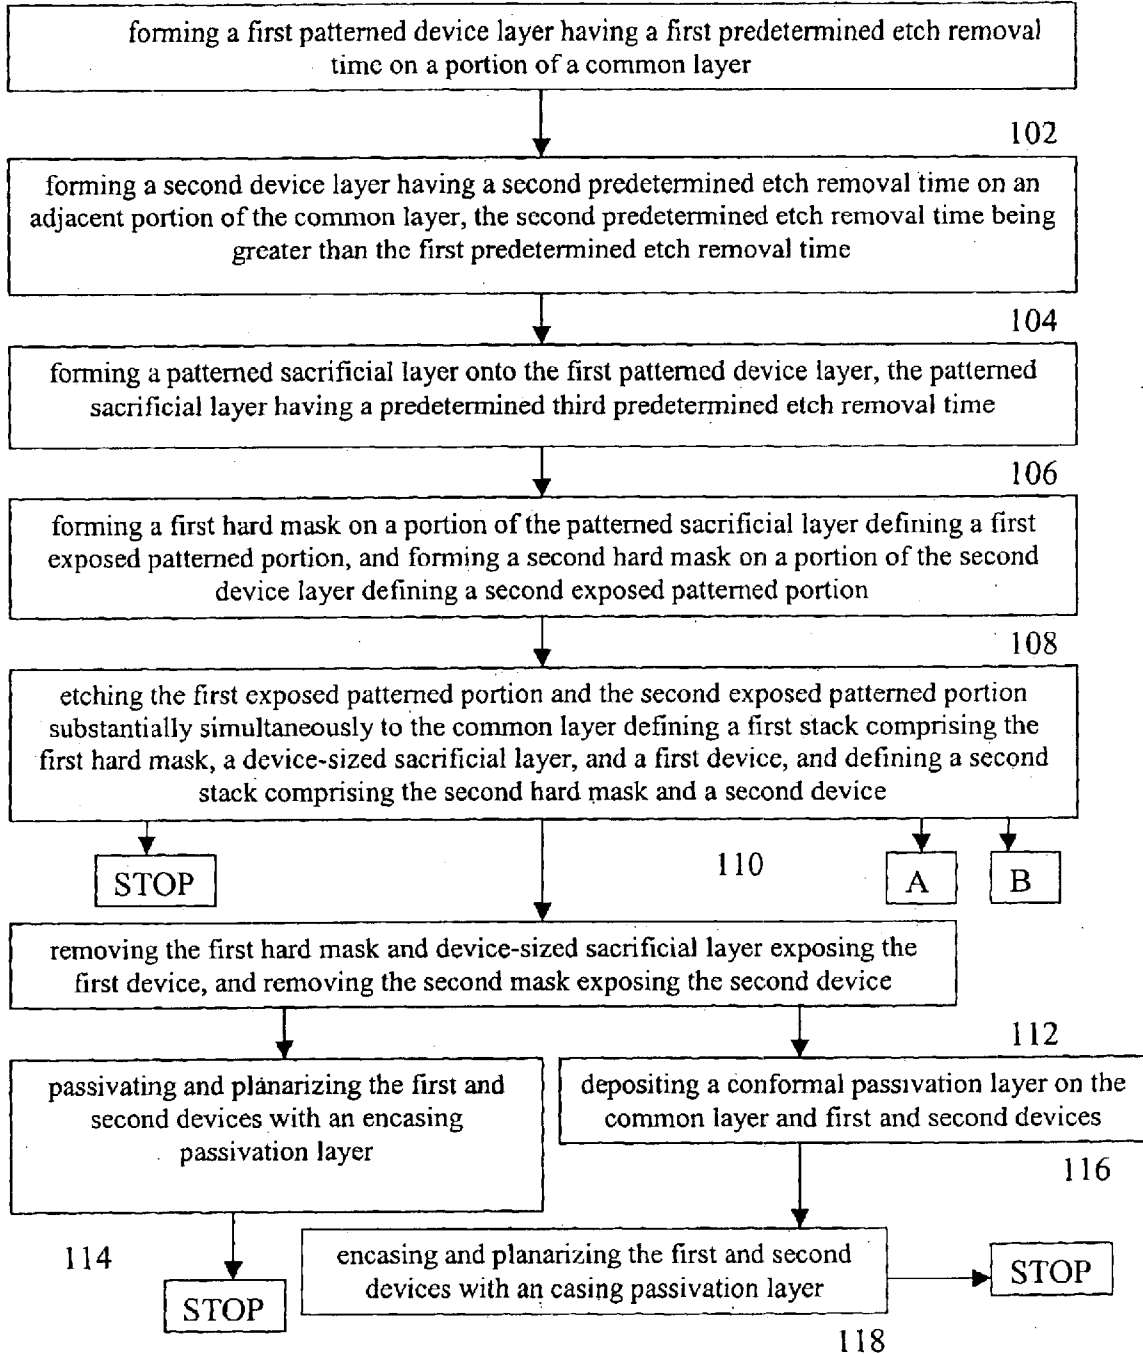 forming a first patterned device layer having a first predetermined etch removal
time on a portion of a common layer
102
forming a second device layer having a second predetermined etch removal time on an
adjacent portion of the common layer, the second predetermined etch removal time being
greater than the first predetermined etch removal time
104
forming a patterned sacrificial layer onto the first patterned device layer, the patterned
sacrificial layer having a predetermined third predetermined etch removal time
106
forming a first hard mask on a portion of the patterned sacrificial layer defining a first
exposed patterned portion, and forming a second hard mask on a portion of the second
device layer defining a second exposed patterned portion
108
etching the first exposed patterned portion and the second exposed patterned portion
substantially simultaneously to the common layer defining a first stack comprising the
first hard mask, a device-sized sacrificial layer, and a first device, and defining a second
stack comprising the second hard mask and a second device
STOP
110
A
B
removing the first hard mask and device-sized sacrificial layer exposing the
first device, and removing the second mask exposing the second device
112
passivating and planarizing the first and
second devices with an encasing
passivation layer
depositing a conformal passivation layer on the
common layer and first and second devices
116
114
STOP
encasing and planarizing the first and second
devices with an casing passivation layer
STOP
118